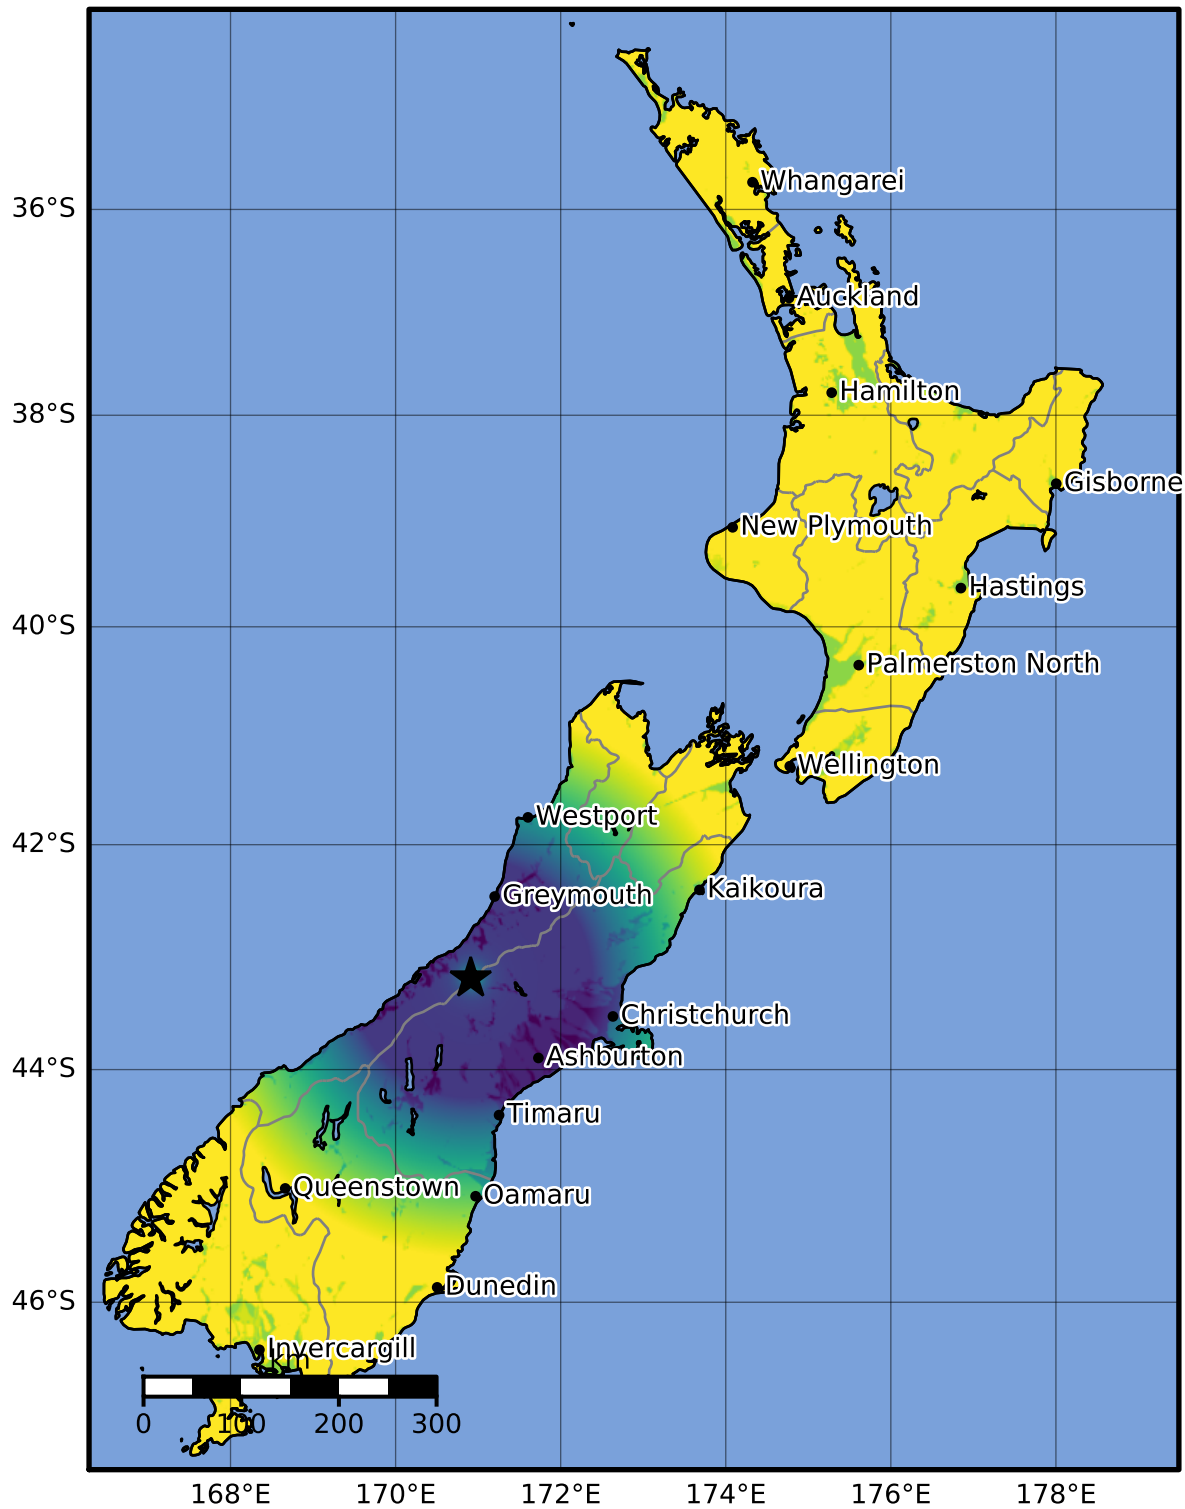 Whangarei
36°S
Auckland
Hamilton
38°S
Gisborne
New Plymouth
Hastings
40°S
Palmerston North
Wellington
Westport
42°S
Kaikoura
Greymouth
Christchurch
Ashburton
44°S
Timaru
Queenstown
Oamaru
Dunedin
46°S
Invercargill
km
0 100 200 300
168°E 170°E 172°E 174°E 176°E 178°E